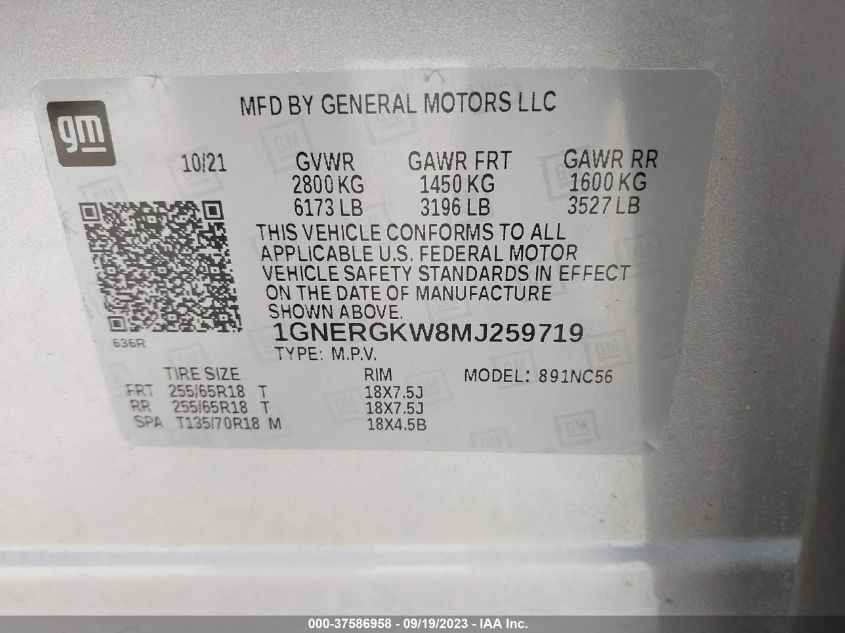 gm
MFD BY GENERAL MOTORS LLC
10/21 GVWR GAWR FRT GAWR RR
2800 KG 1450 KG 1600 KG
6173 LB 3196 LB 3527 LB
THIS VEHICLE CONFORMS TO ALL
APPLICABLE U.S. FEDERAL MOTOR
VEHICLE SAFETY STANDARDS IN EFFECT
ON THE DATE OF MANUFACTURE
SHOWN ABOVE.
1GNERGKW8MJ259719
636R
TYPE: M.P.V.
TIRE SIZE RIM MODEL: 891NC56
FRT 255/65R18 T 18X7.5J
RR 255/65R18 T 18X7.5J
SPA T135/70R18 M 18X4.5B
000-37586958 - 09/19/2023 - IAA Inc.